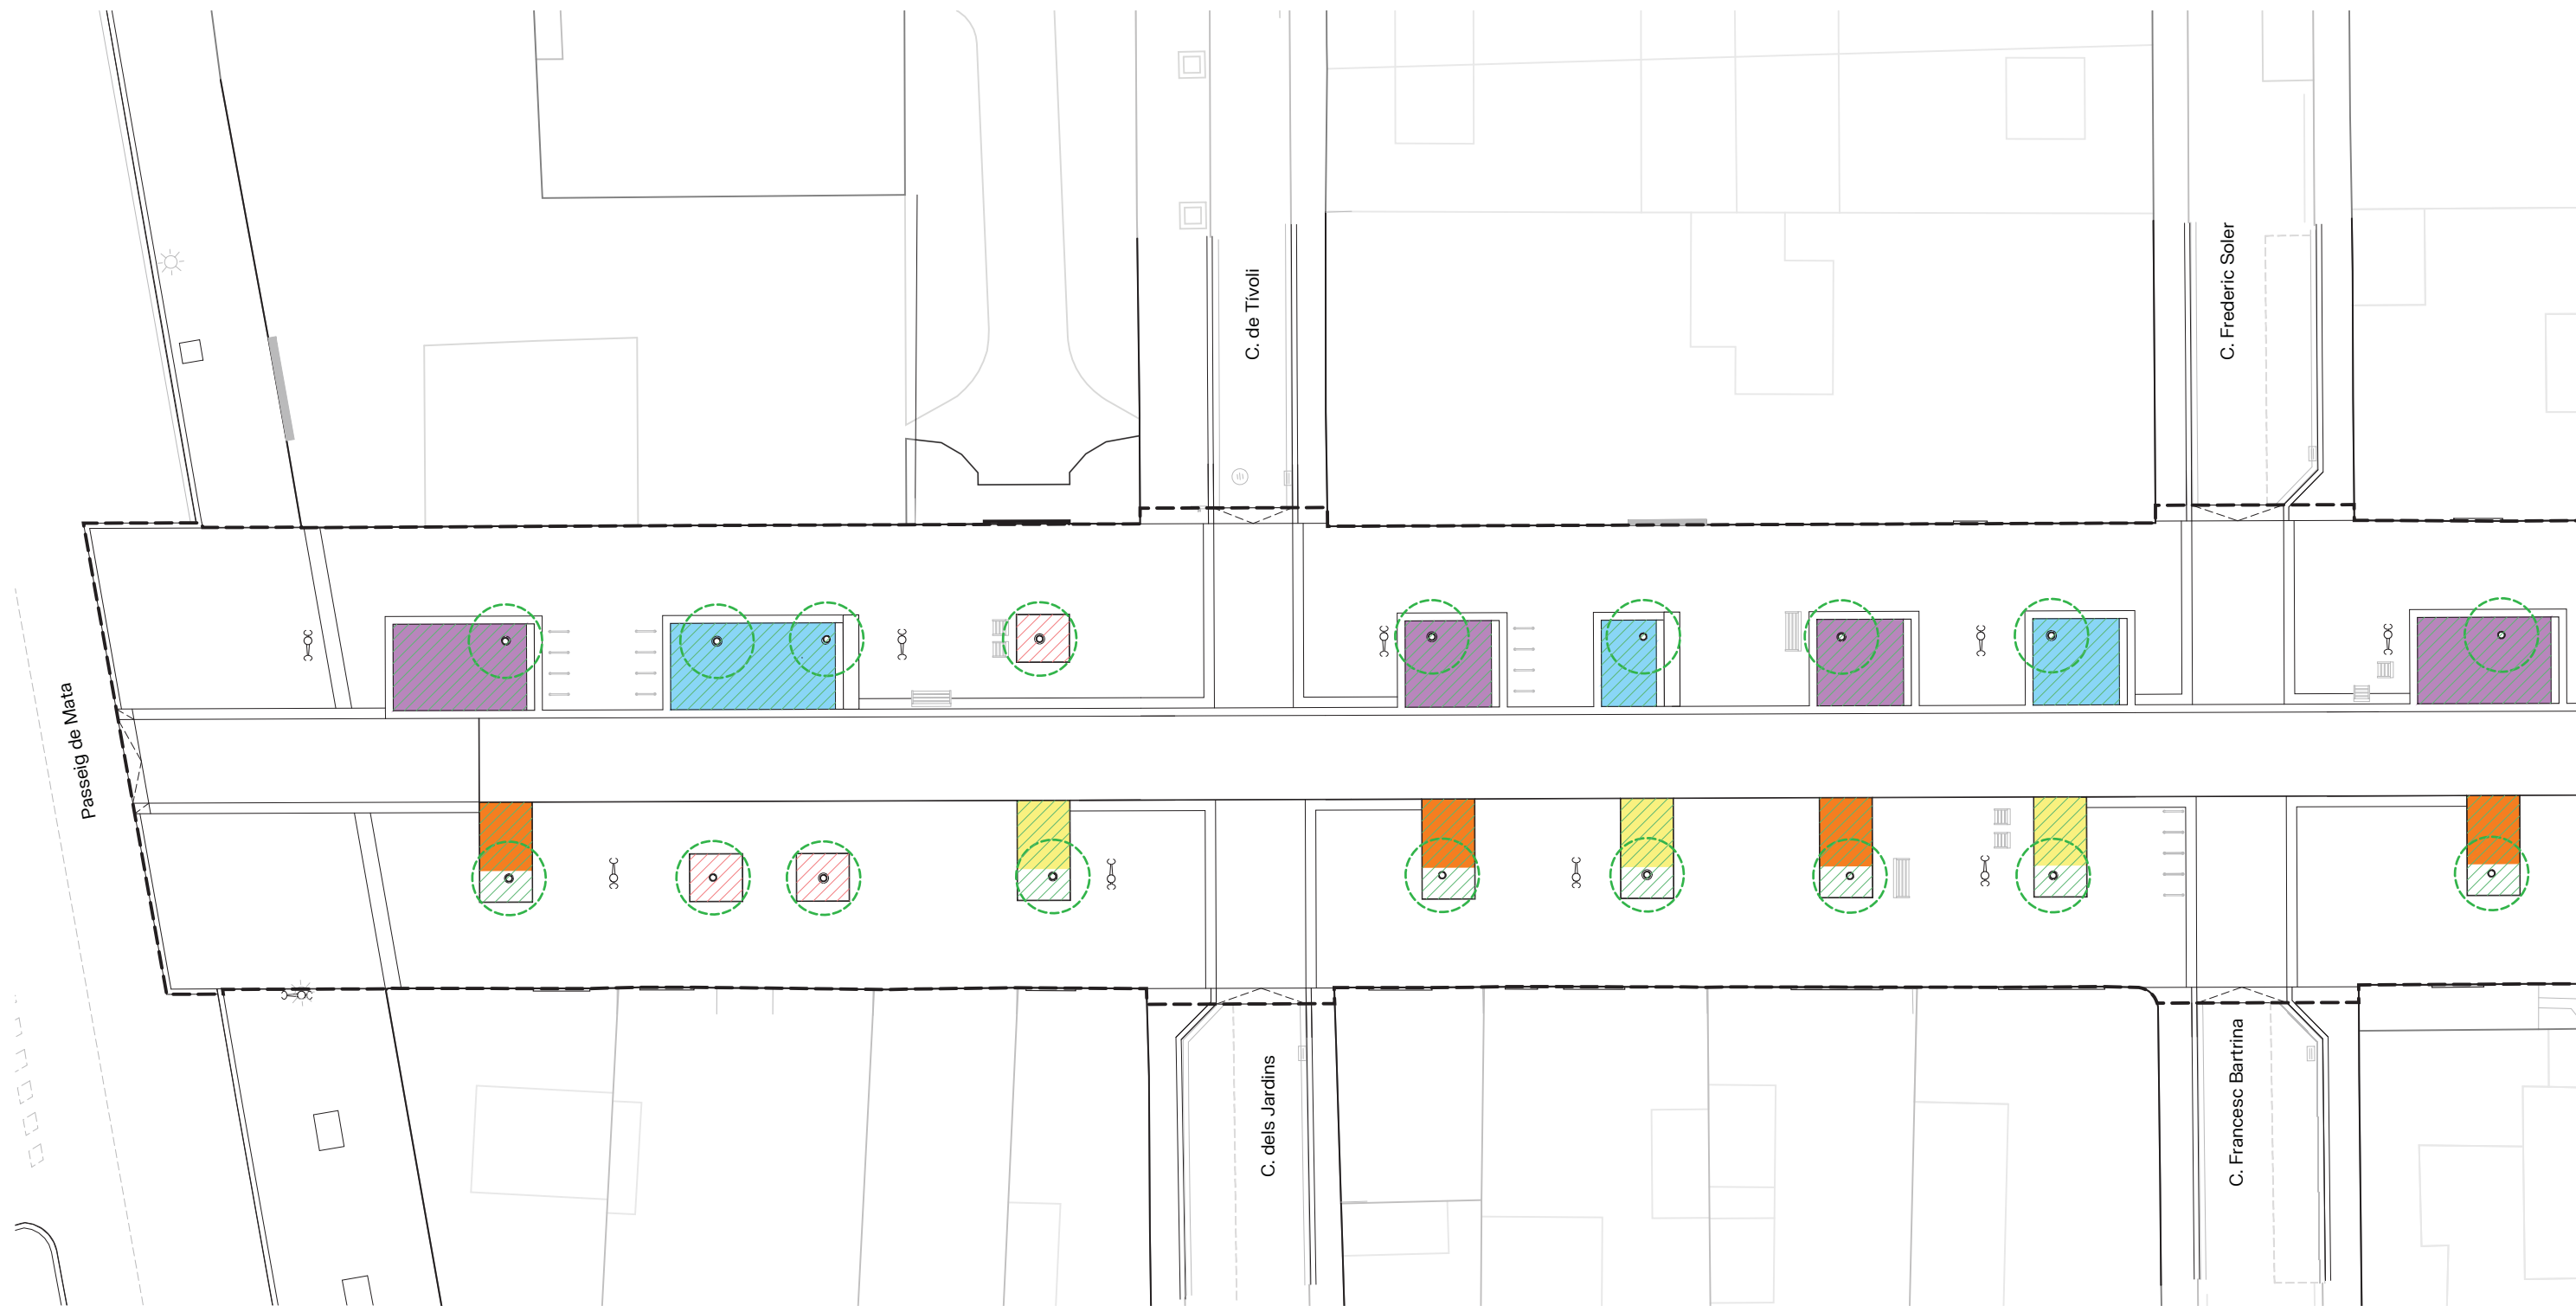 C. de Tívoli
C. Frederic Soler
Passeig de Mata
C. dels Jardins
C. Francesc Bartrina